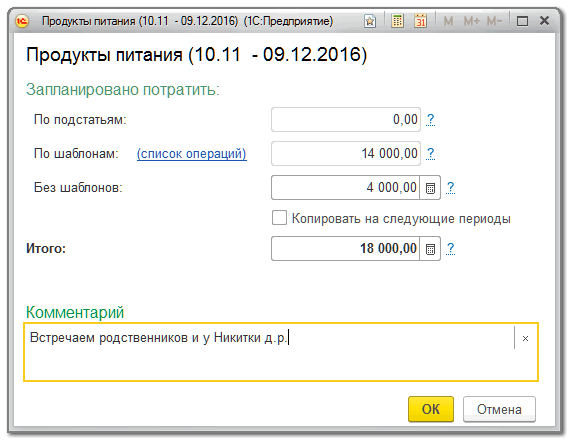 Продукты питания (10.11 - 09.12.2016) (1С:Предприятие)
31 M M+ M-
Продукты питания (10.11 - 09.12.2016)
Запланировано потратить:
По подстатьям: 0,00 ?
По шаблонам: (список операций) 14 000,00 ?
Без шаблонов: 4 000,00 ?
Копировать на следующие периоды
Итого: 18 000,00 ?
Комментарий
Встречаем родственников и у Никитки д.р. ×
ОК Отмена